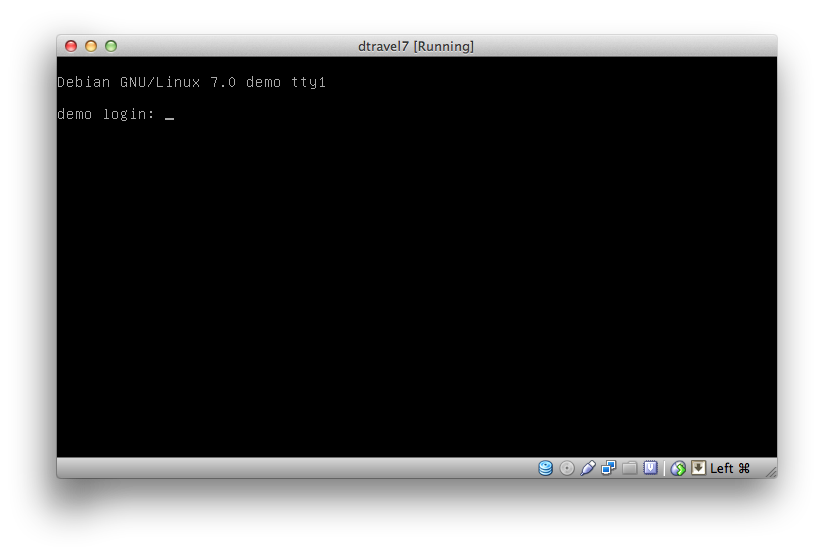 dtravel7 [Running]
Debian GNU/Linux 7.0 demo tty1
demo login: _
Left ⌘